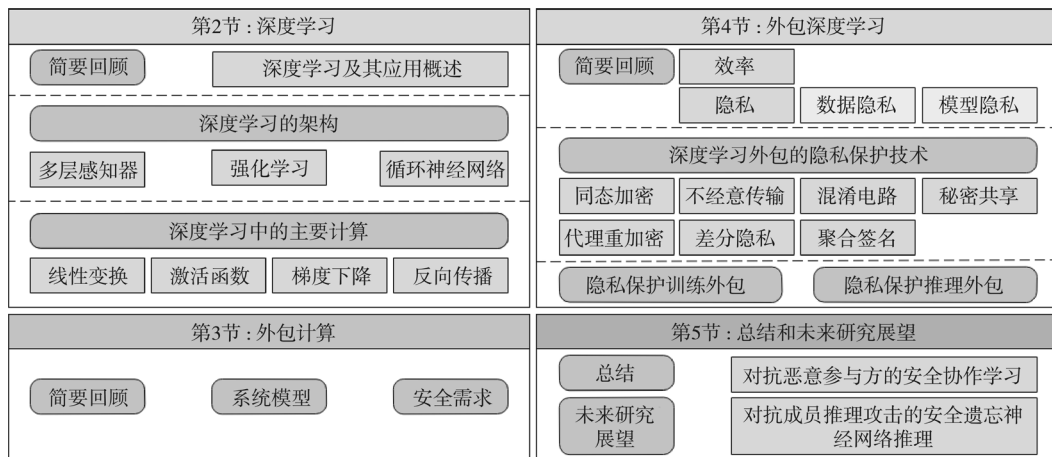 第2节：深度学习
简要回顾
深度学习及其应用概述
深度学习的架构
多层感知器
强化学习
循环神经网络
深度学习中的主要计算
线性变换
激活函数
梯度下降
反向传播
第3节：外包计算
简要回顾
系统模型
安全需求
第4节：外包深度学习
简要回顾
效率
隐私
数据隐私
模型隐私
深度学习外包的隐私保护技术
同态加密
不经意传输
混淆电路
秘密共享
代理重加密
差分隐私
聚合签名
隐私保护训练外包
隐私保护推理外包
第5节：总结和未来研究展望
总结
对抗恶意参与方的安全协作学习
未来研究
展望
对抗成员推理攻击的安全遗忘神
经网络推理